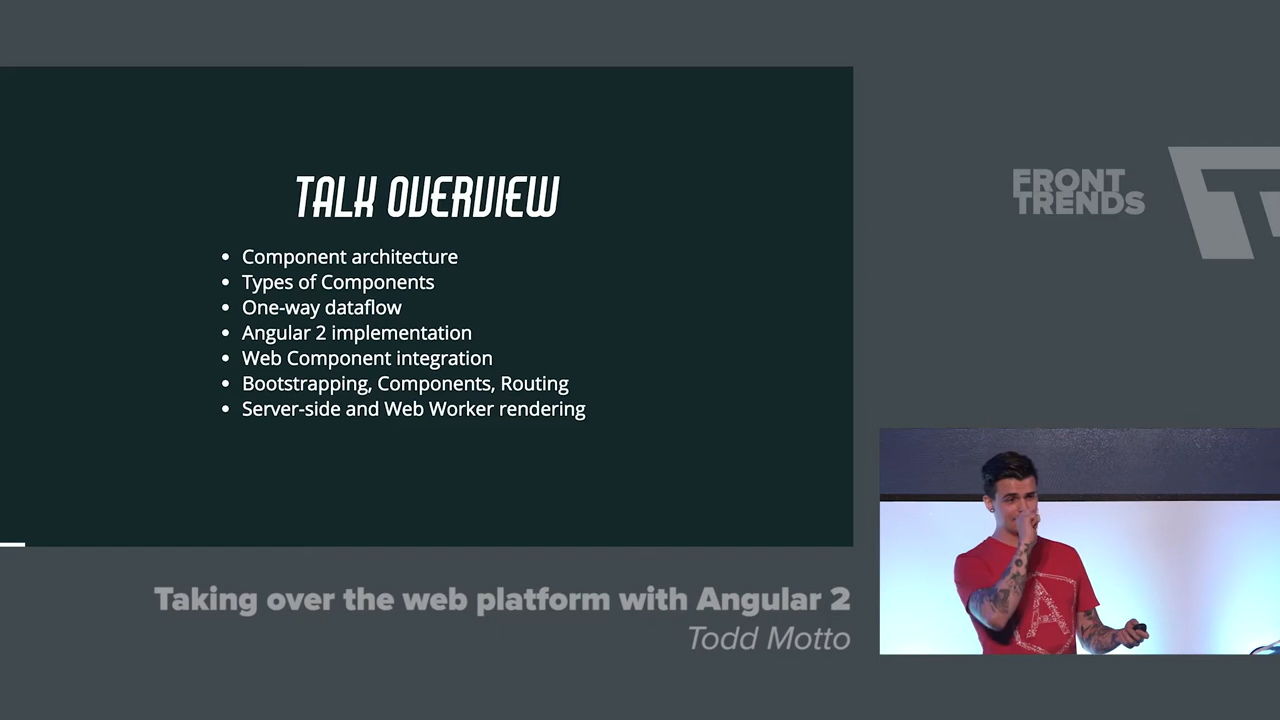 TALK OVERVIEW
Component architecture
Types of Components
One-way dataflow
Angular 2 implementation
Web Component integration
Bootstrapping, Components, Routing
Server-side and Web Worker rendering
FRONT
TRENDS
Taking over the web platform with Angular 2
Todd Motto